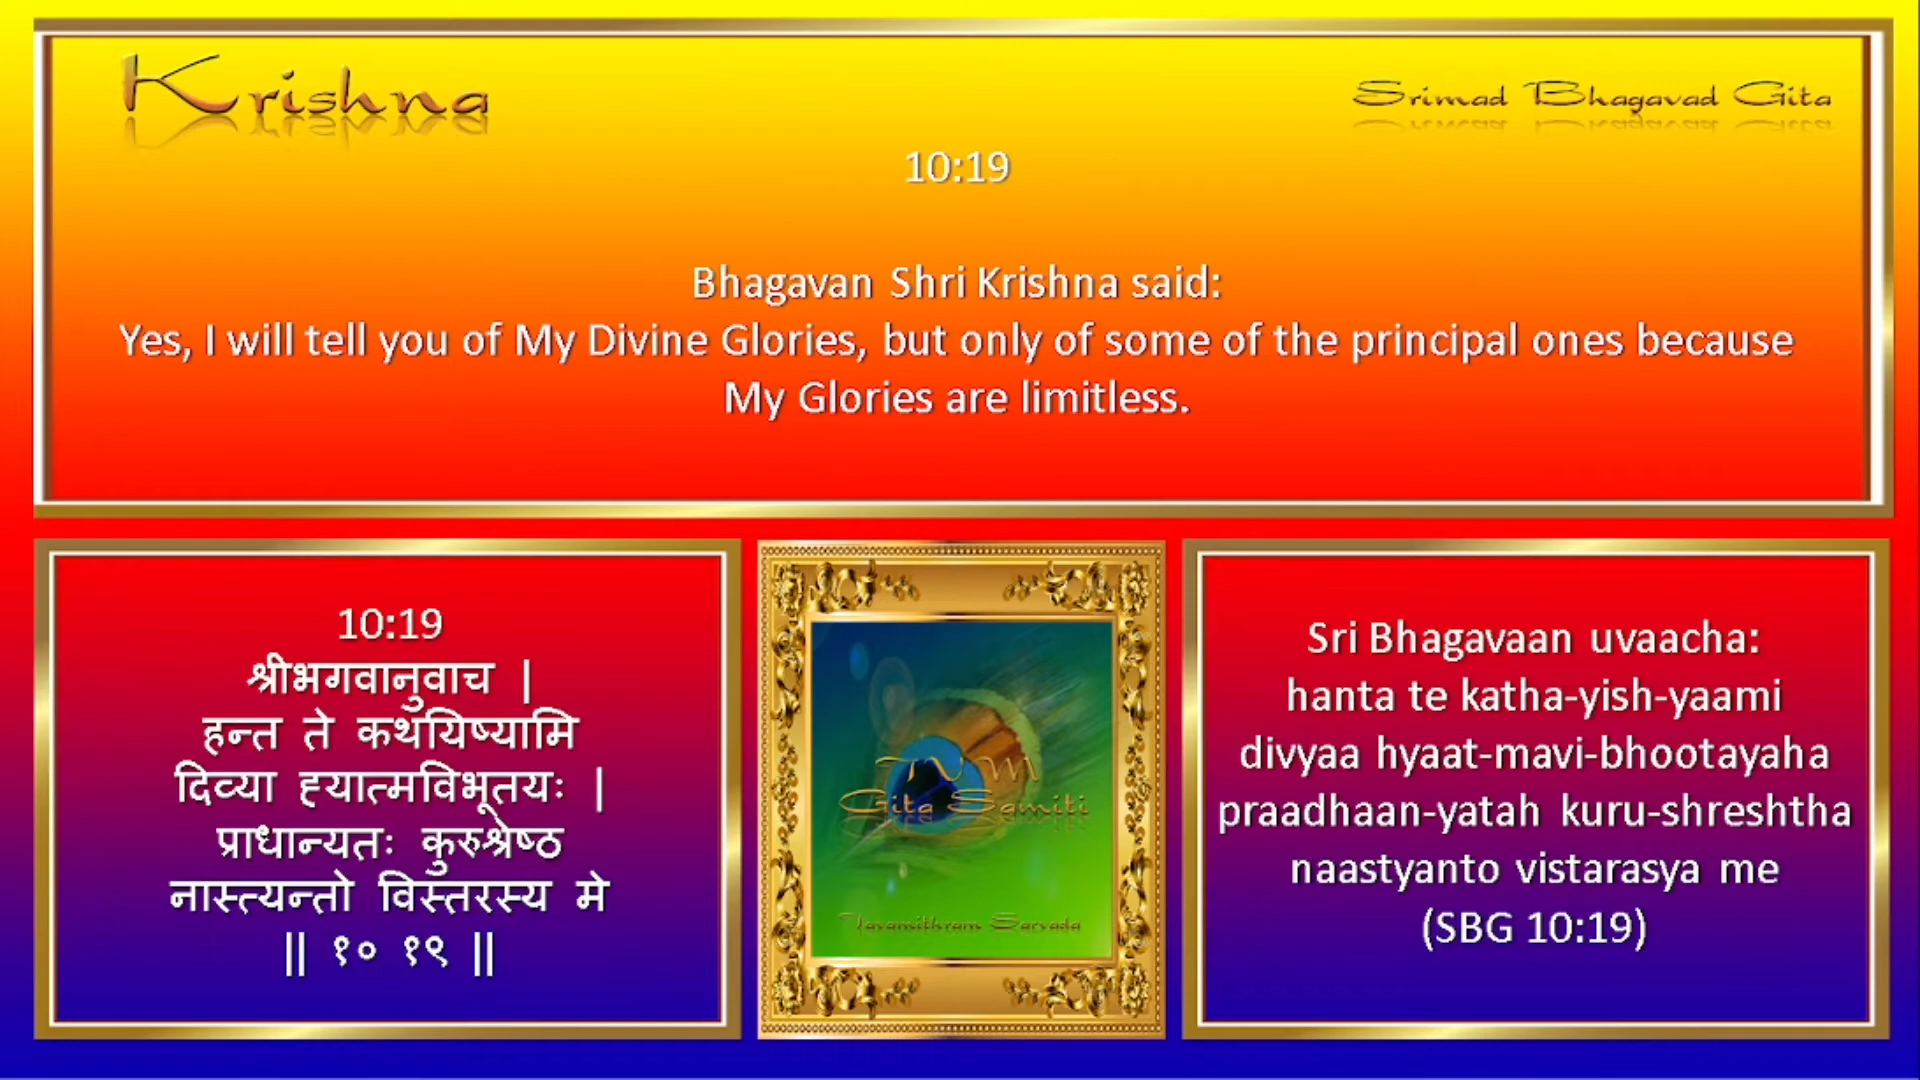 Krishna
Srimad Bhagavad Gita
10:19
Bhagavan Shri Krishna said:
Yes, I will tell you of My Divine Glories, but only of some of the principal ones because
My Glories are limitless.
10:19
श्रीभगवानुवाच |
हन्त ते कथयिष्यामि
दिव्या ह्यात्मविभूतयः |
प्राधान्यतः कुरुश्रेष्ठ
नास्त्यन्तो विस्तरस्य मे
|| १० १९ ||
TVM
Gita Samiti
Tavamithram Sarvada
Sri Bhagavaan uvaacha:
hanta te katha-yish-yaami
divyaa hyaat-mavi-bhootayaha
praadhaan-yatah kuru-shreshtha
naastyanto vistarasya me
(SBG 10:19)